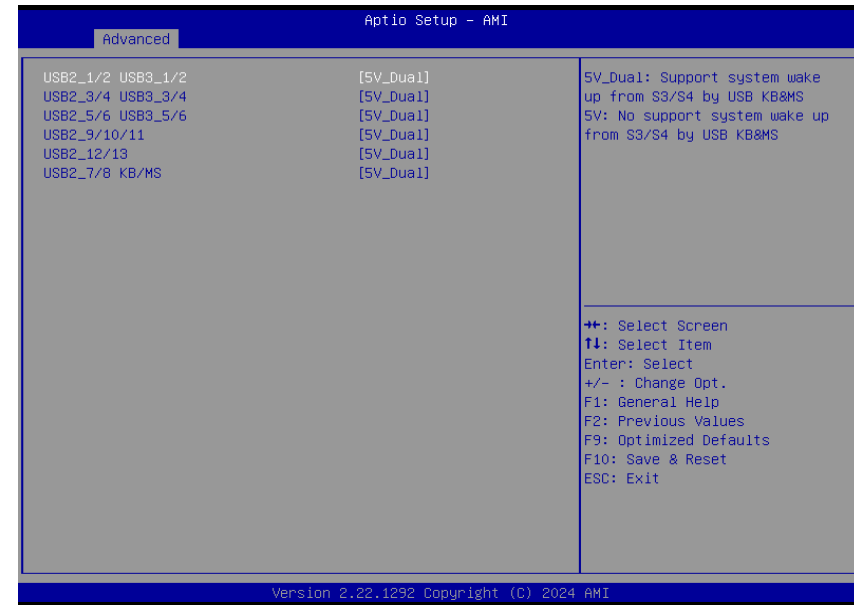 Aptio Setup - AMI
Advanced
USB2_1/2 USB3_1/2 [5V_Dual]
USB2_3/4 USB3_3/4 [5V_Dual]
USB2_5/6 USB3_5/6 [5V_Dual]
USB2_9/10/11 [5V_Dual]
USB2_12/13 [5V_Dual]
USB2_7/8 KB/MS [5V_Dual]
5V_Dual: Support system wake
up from S3/S4 by USB KB&MS
5V: No support system wake up
from S3/S4 by USB KB&MS
→←: Select Screen
↑↓: Select Item
Enter: Select
+/- : Change Opt.
F1: General Help
F2: Previous Values
F9: Optimized Defaults
F10: Save & Reset
ESC: Exit
Version 2.22.1292 Copyright (C) 2024 AMI